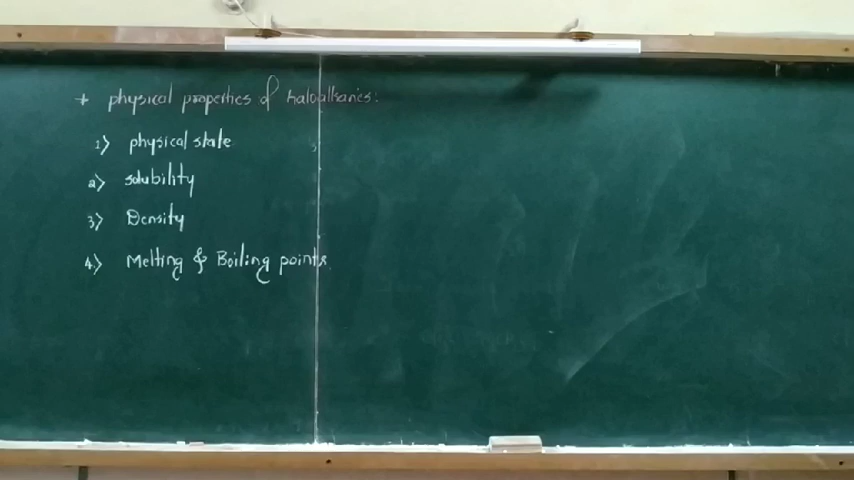 + physical properties of haloalkanes:
1) physical state
2) solubility
3) Density
4) Melting & Boiling points.